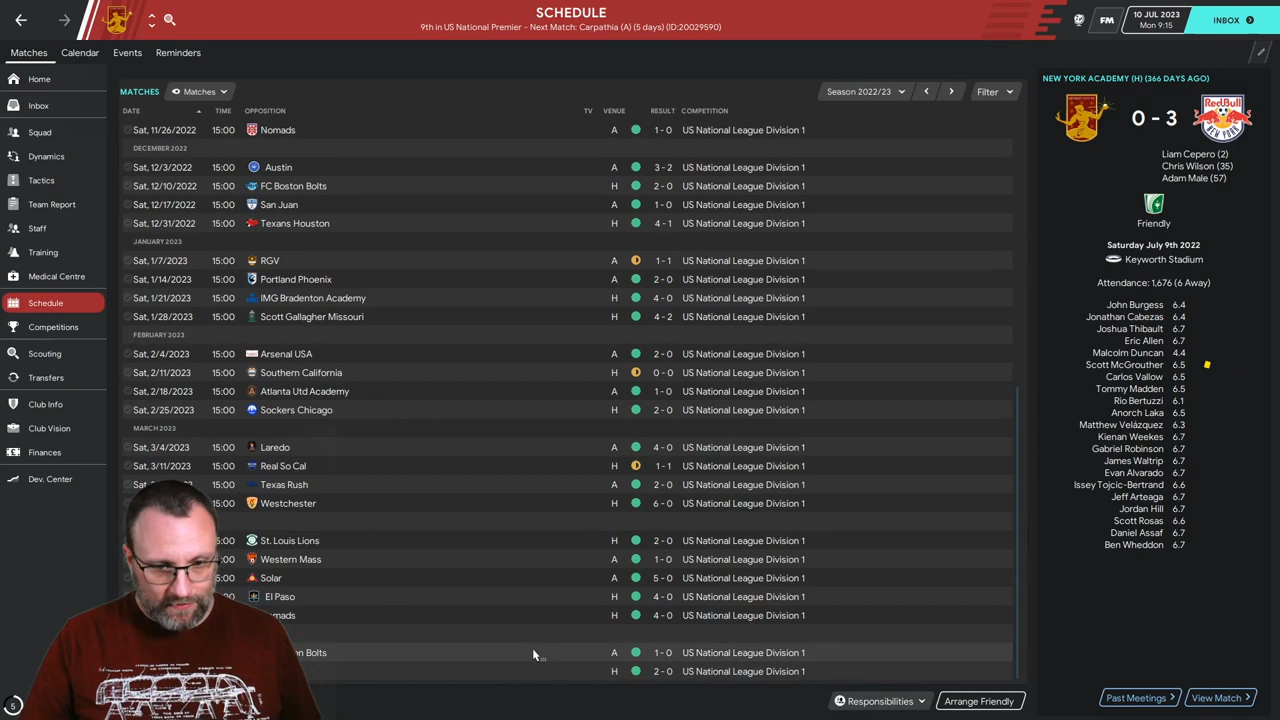 SCHEDULE
9th in US National Premier - Next Match: Carpathia (A) (5 days) (ID:20029590)
FM
10 JUL 2023
Mon 9:15
INBOX
Matches
Calendar
Events
Reminders
Home
Inbox
Squad
Dynamics
Tactics
Team Report
Staff
Training
Medical Centre
Schedule
Competitions
Scouting
Transfers
Club Info
Club Vision
Finances
Dev. Center
5
MATCHES Matches Season 2022/23 Filter
DATE TIME OPPOSITION TV VENUE RESULT COMPETITION
Sat, 11/26/2022 15:00 Nomads A 1 - 0 US National League Division 1
DECEMBER 2022
Sat, 12/3/2022 15:00 Austin A 3 - 2 US National League Division 1
Sat, 12/10/2022 15:00 FC Boston Bolts H 2 - 0 US National League Division 1
Sat, 12/17/2022 15:00 San Juan A 1 - 0 US National League Division 1
Sat, 12/31/2022 15:00 Texans Houston H 4 - 1 US National League Division 1
JANUARY 2023
Sat, 1/7/2023 15:00 RGV A 1 - 1 US National League Division 1
Sat, 1/14/2023 15:00 Portland Phoenix A 2 - 0 US National League Division 1
Sat, 1/21/2023 15:00 IMG Bradenton Academy H 4 - 0 US National League Division 1
Sat, 1/28/2023 15:00 Scott Gallagher Missouri H 4 - 2 US National League Division 1
FEBRUARY 2023
Sat, 2/4/2023 15:00 Arsenal USA A 2 - 0 US National League Division 1
Sat, 2/11/2023 15:00 Southern California H 0 - 0 US National League Division 1
Sat, 2/18/2023 15:00 Atlanta Utd Academy A 1 - 0 US National League Division 1
Sat, 2/25/2023 15:00 Sockers Chicago H 2 - 0 US National League Division 1
MARCH 2023
Sat, 3/4/2023 15:00 Laredo A 4 - 0 US National League Division 1
Sat, 3/11/2023 15:00 Real So Cal H 1 - 1 US National League Division 1
15:00 Texas Rush A 2 - 0 US National League Division 1
15:00 Westchester H 6 - 0 US National League Division 1
5:00 St. Louis Lions H 2 - 0 US National League Division 1
:00 Western Mass A 1 - 0 US National League Division 1
5:00 Solar A 5 - 0 US National League Division 1
:00 El Paso H 4 - 0 US National League Division 1
omads H 4 - 0 US National League Division 1
on Bolts A 1 - 0 US National League Division 1
H 2 - 0 US National League Division 1
Responsibilities
Arrange Friendly
NEW YORK ACADEMY (H) (366 DAYS AGO)
0 - 3
Red Bull
NEW YORK
Liam Cepero (2)
Chris Wilson (35)
Adam Male (57)
Friendly
Saturday July 9th 2022
Keyworth Stadium
Attendance: 1,676 (6 Away)
John Burgess 6.4
Jonathan Cabezas 6.4
Joshua Thibault 6.7
Eric Allen 6.7
Malcolm Duncan 4.4
Scott McGrouther 6.5
Carlos Vallow 6.5
Tommy Madden 6.5
Rio Bertuzzi 6.1
Anorch Laka 6.5
Matthew Velázquez 6.3
Kienan Weekes 6.7
Gabriel Robinson 6.7
James Waltrip 6.7
Evan Alvarado 6.7
Issey Tojcic-Bertrand 6.6
Jeff Arteaga 6.7
Jordan Hill 6.7
Scott Rosas 6.6
Daniel Assaf 6.7
Ben Wheddon 6.7
Past Meetings
View Match